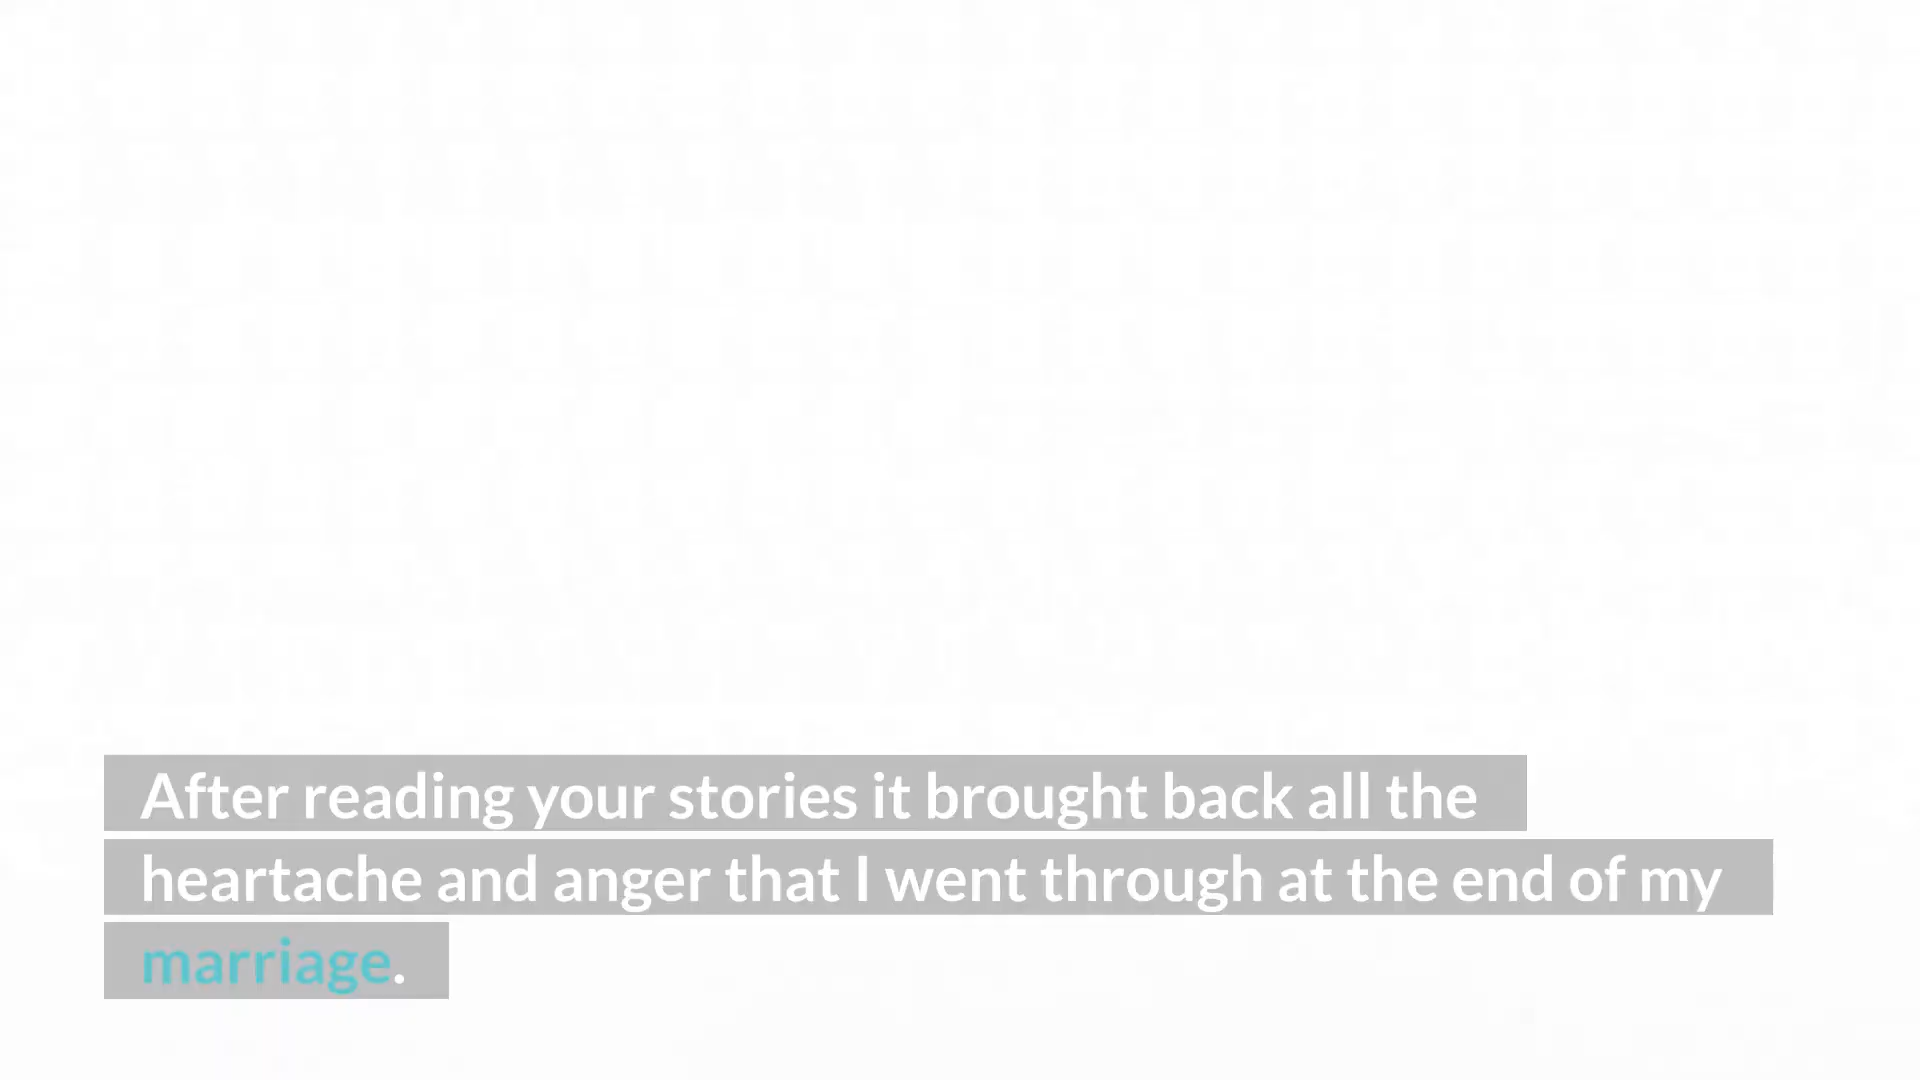 After reading your stories it brought back all the
heartache and anger that I went through at the end of my
marriage.